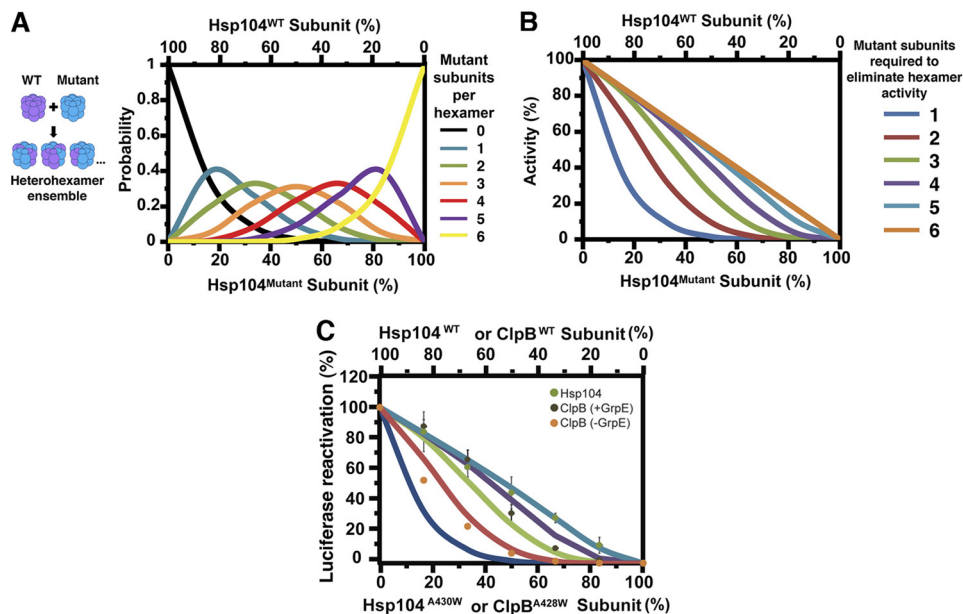 A
Hsp104WT Subunit (%)
100 80 60 40 20 0
WT Mutant
+
...
Heterohexamer
ensemble
Probability
1
0.8
0.6
0.4
0.2
0
0 20 40 60 80 100
Hsp104Mutant Subunit (%)
Mutant
subunits
per
hexamer
0
1
2
3
4
5
6
B
Hsp104WT Subunit (%)
100 80 60 40 20 0
Activity (%)
100
80
60
40
20
0
0 20 40 60 80 100
Hsp104Mutant Subunit (%)
Mutant subunits
required to
eliminate hexamer
activity
1
2
3
4
5
6
C
Hsp104 WT or ClpBWT Subunit (%)
100 80 60 40 20 0
Luciferase reactivation (%)
120
100
80
60
40
20
0
Hsp104
ClpB (+GrpE)
ClpB (-GrpE)
0 20 40 60 80 100
Hsp104 A430W or ClpBA428W Subunit (%)